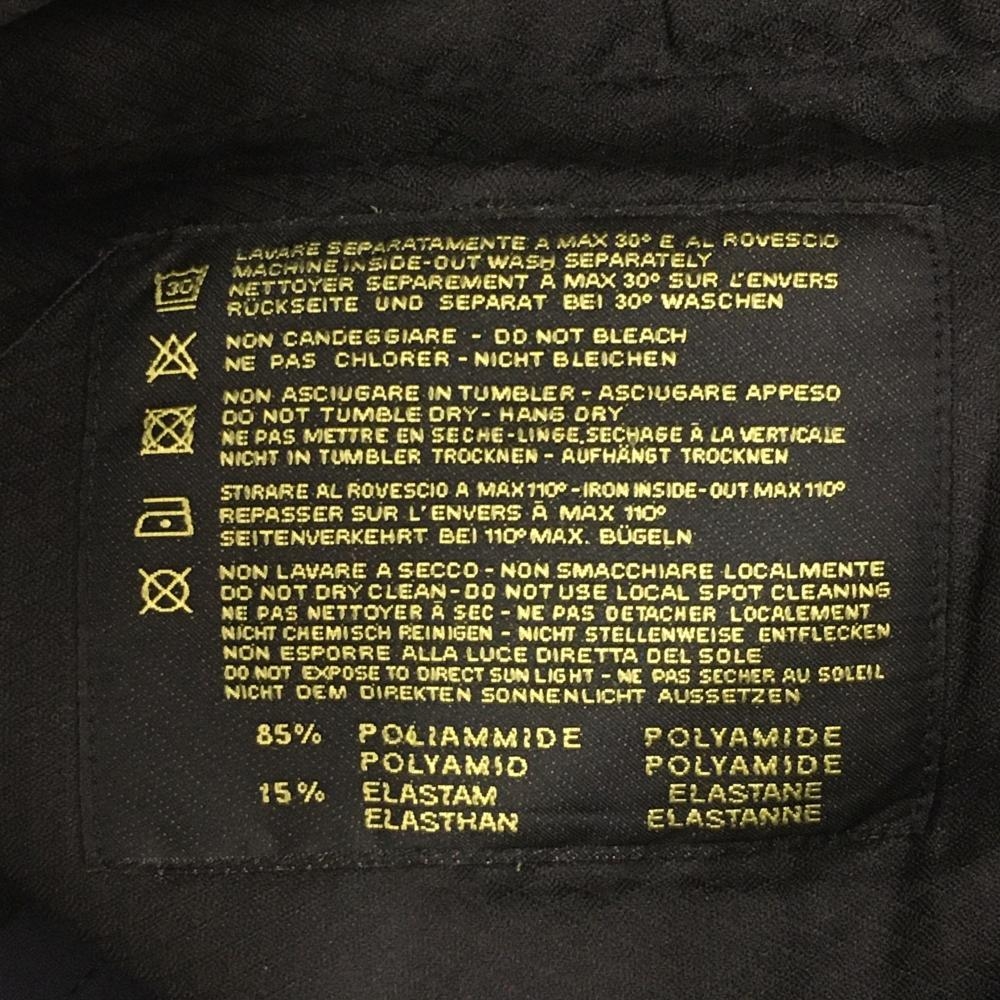 LAVARE SEPARATAMENTE A MAX 30° E AL ROVESCIO
MACHINE INSIDE-OUT WASH SEPARATELY
NETTOYER SEPAREMENT A MAX 30° SUR L'ENVERS
RÜCKSEITE UND SEPARAT BEI 30° WASCHEN
30
NON CANDEGGIARE - DO NOT BLEACH
NE PAS CHLORER - NICHT BLEICHEN
NON ASCIUGARE IN TUMBLER - ASCIUGARE APPESO
DO NOT TUMBLE DRY - HANG DRY
NE PAS METTRE EN SECHE-LINGE, SECHAGE À LA VERTICALE
NICHT IN TUMBLER TROCKNEN - AUFHÄNGT TROCKNEN
STIRARE AL ROVESCIO A MAX 110° - IRON INSIDE-OUT MAX 110°
REPASSER SUR L'ENVERS À MAX 110°
SEITENVERKEHRT BEI 110° MAX. BÜGELN
NON LAVARE A SECCO - NON SMACCHIARE LOCALMENTE
DO NOT DRY CLEAN - DO NOT USE LOCAL SPOT CLEANING
NE PAS NETTOYER À SEC - NE PAS DETACHER LOCALEMENT
NICHT CHEMISCH REINIGEN - NICHT STELLENWEISE ENTFLECKEN
NON ESPORRE ALLA LUCE DIRETTA DEL SOLE
DO NOT EXPOSE TO DIRECT SUN LIGHT - NE PAS SECHER AU SOLEIL
NICHT DEM DIREKTEN SONNENLICHT AUSSETZEN
85% POLIAMMIDE POLYAMIDE
POLYAMID POLYAMIDE
15% ELASTAM ELASTANE
ELASTHAN ELASTANNE